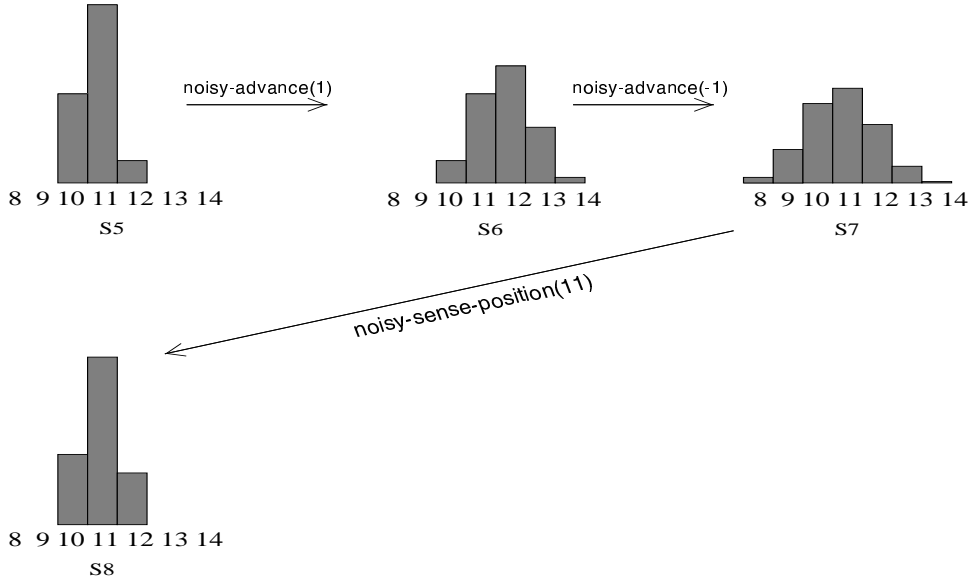 noisy-advance(1)
noisy-advance(-1)
8 9 10 11 12 13 14
8 9 10 11 12 13 14
8 9 10 11 12 13 14
S5
S6
S7
noisy-sense-position(11)
8 9 10 11 12 13 14
S8